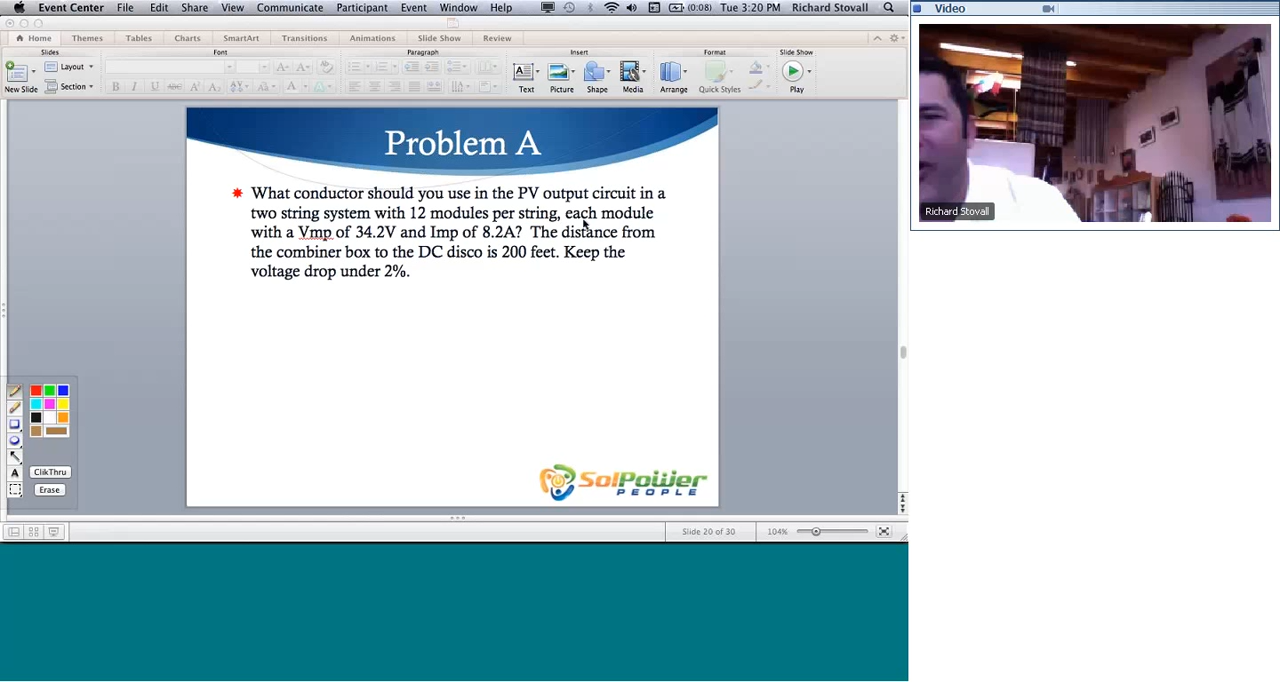 Event Center File Edit Share View Communicate Participant Event Window Help (0:08) Tue 3:20 PM Richard Stovall
Home Themes Tables Charts SmartArt Transitions Animations Slide Show Review
Slides Font Paragraph Insert Format Slide Show
New Slide Layout Section Text Picture Shape Media Arrange Quick Styles Play
B I U ABC A² A₂
Problem A
What conductor should you use in the PV output circuit in a
two string system with 12 modules per string, each module
with a Vmp of 34.2V and Imp of 8.2A? The distance from
the combiner box to the DC disco is 200 feet. Keep the
voltage drop under 2%.
SolPower
PEOPLE
A
ClikThru
Erase
Slide 20 of 30 104%
Video
Richard Stovall